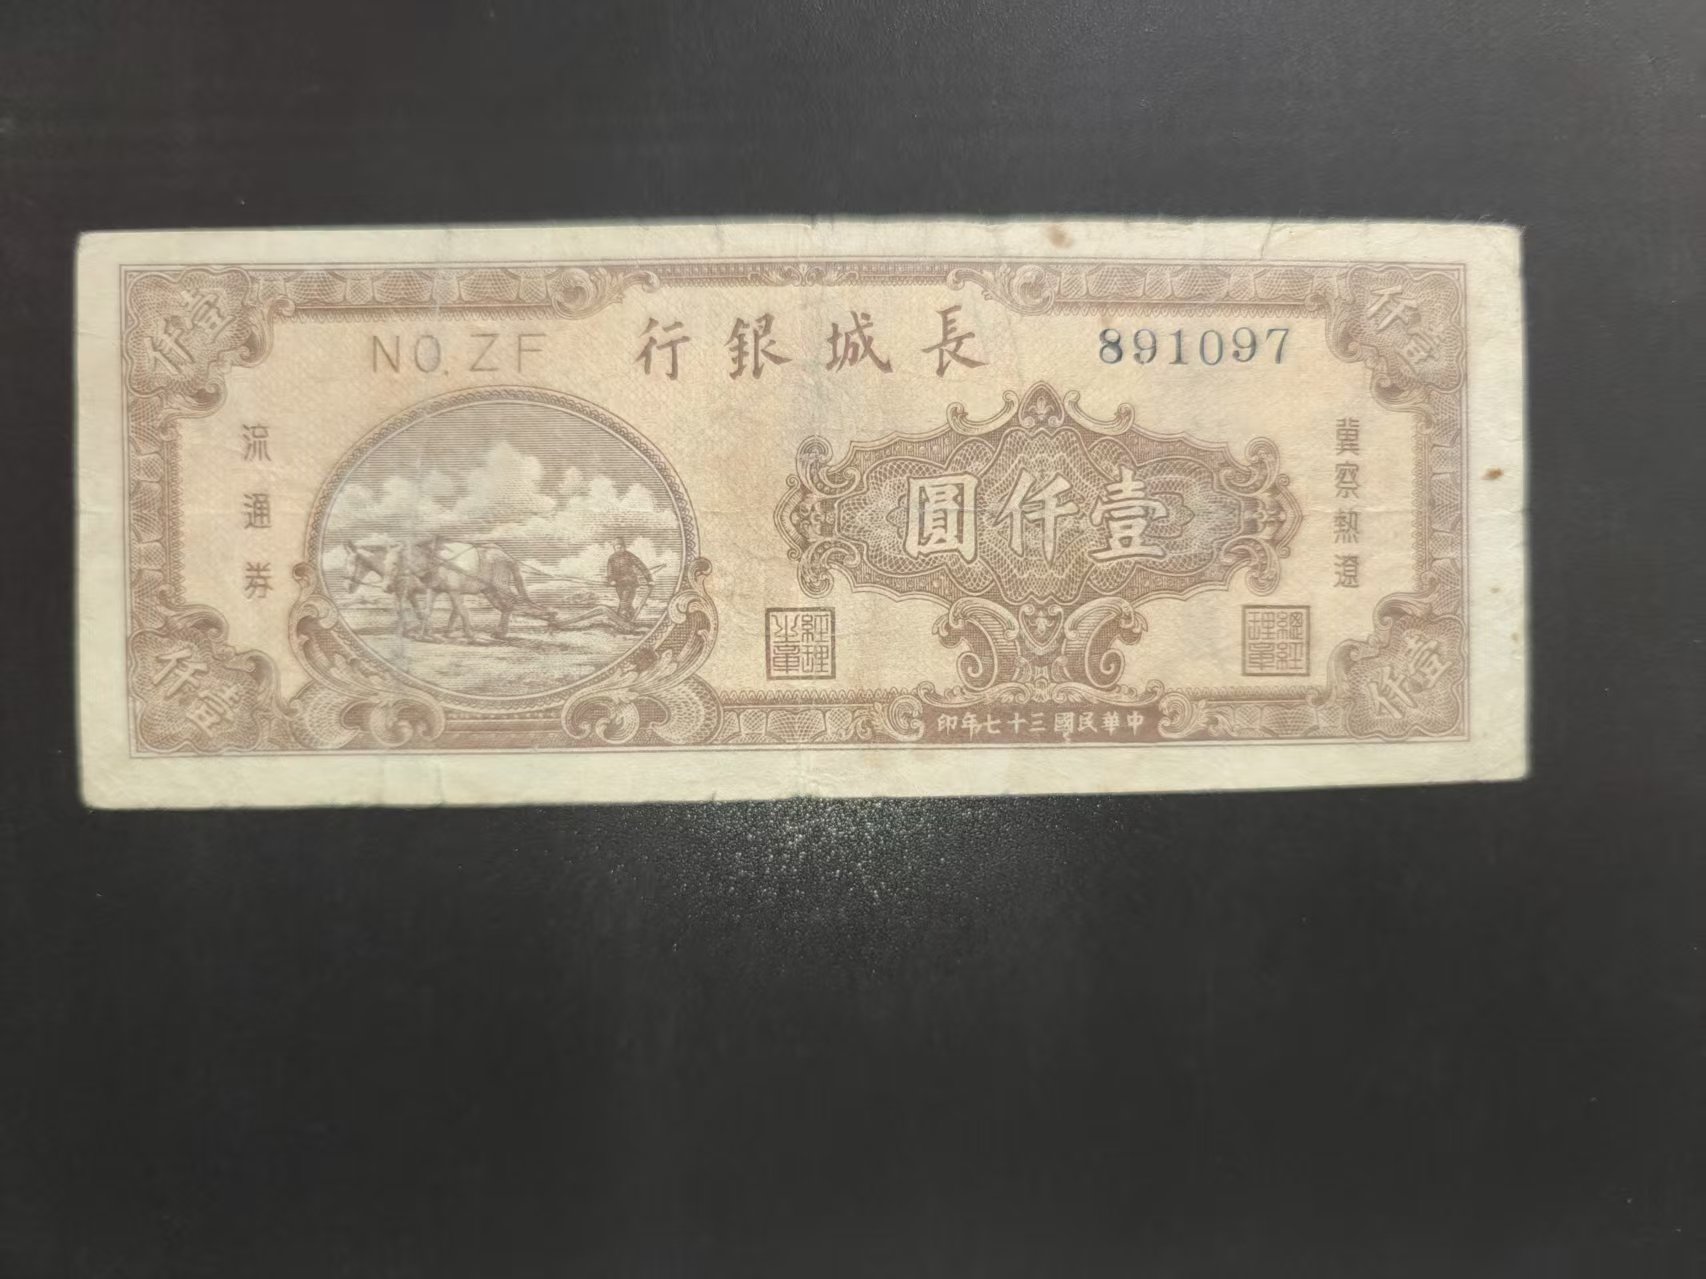 壹仟
壹仟
NO. ZF
長城銀行
891097
冀察熱遼
流通券
壹仟圓
總經理章
經理之章
壹仟
壹仟
中華民國三十七年印